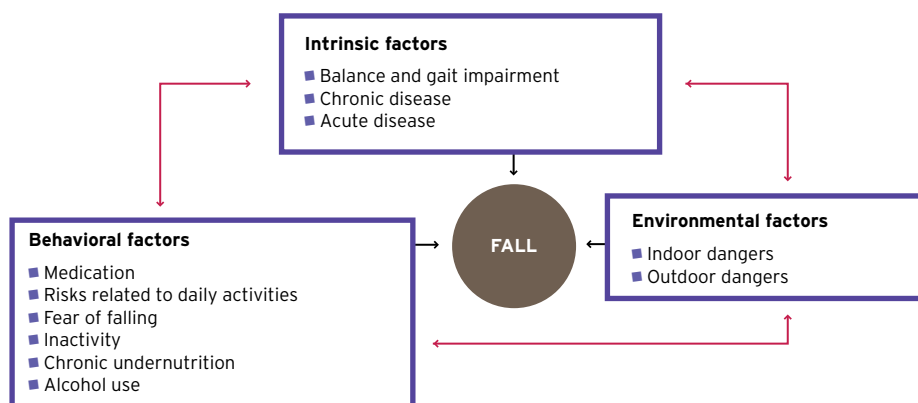 Intrinsic factors
Balance and gait impairment
Chronic disease
Acute disease
Behavioral factors
Medication
Risks related to daily activities
Fear of falling
Inactivity
Chronic undernutrition
Alcohol use
FALL
Environmental factors
Indoor dangers
Outdoor dangers